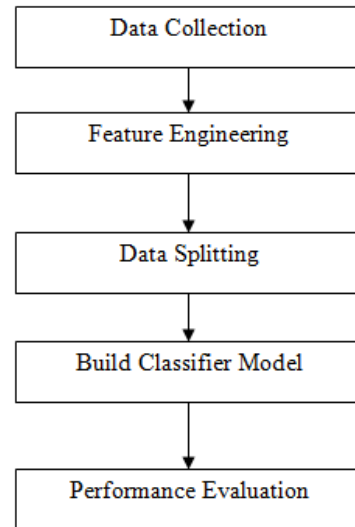 Data Collection
Feature Engineering
Data Splitting
Build Classifier Model
Performance Evaluation